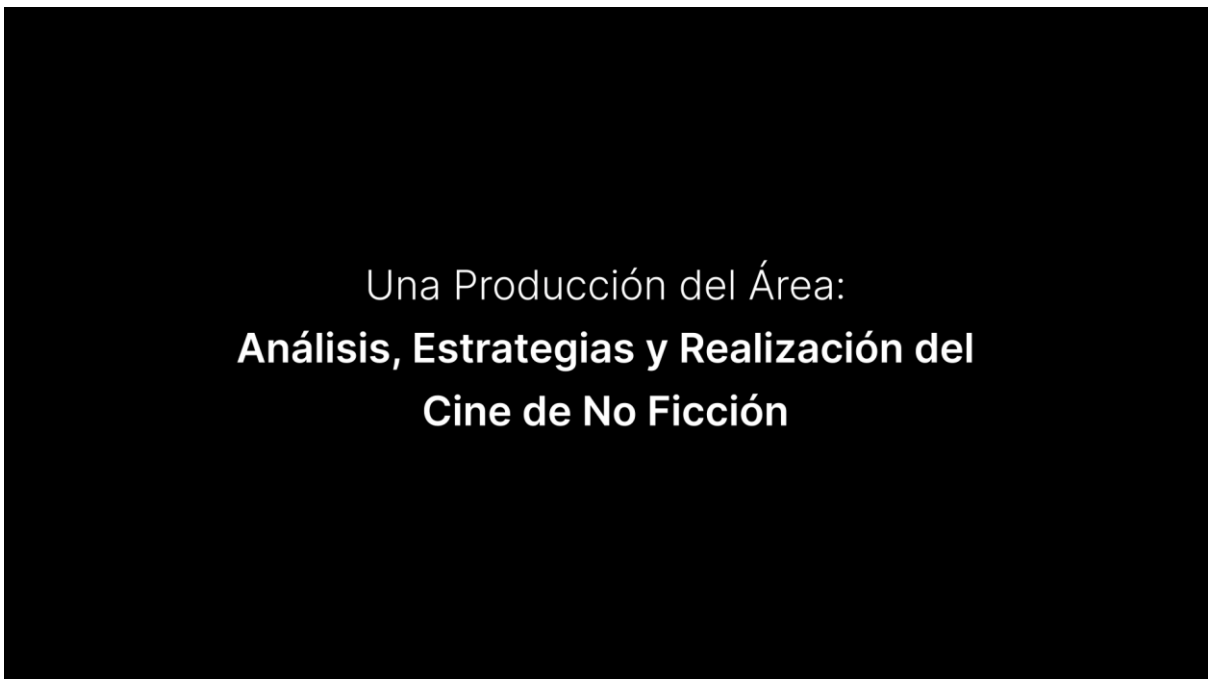 Una Producción del Área:
Análisis, Estrategias y Realización del
Cine de No Ficción